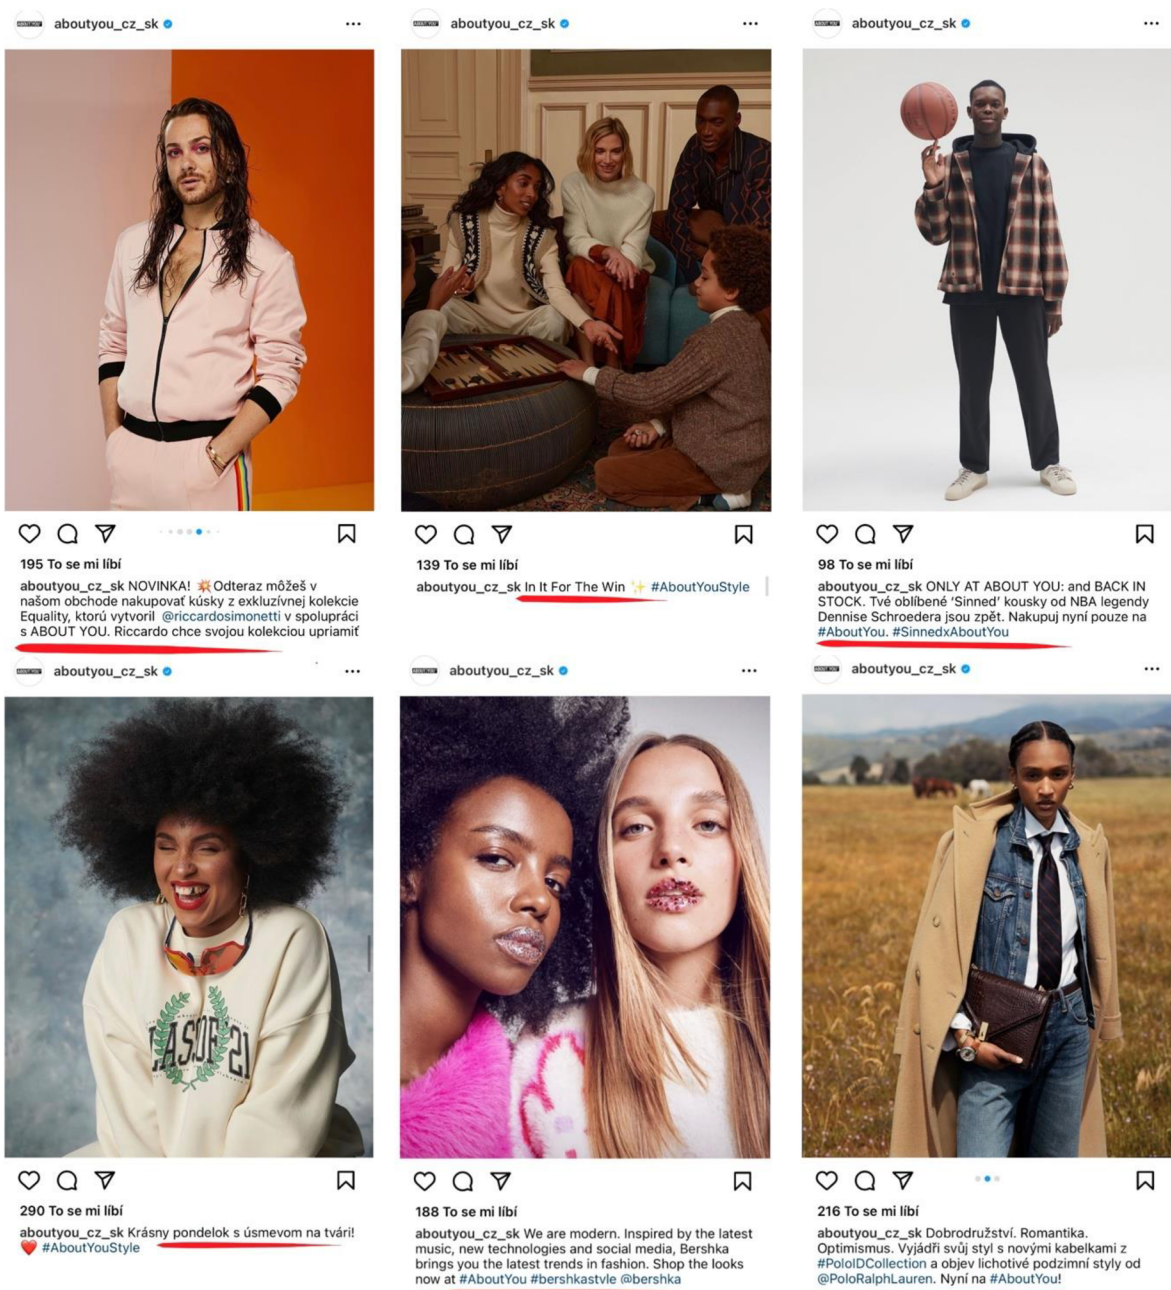 aboutyou_cz_sk
195 To se mi líbí
aboutyou_cz_sk NOVINKA! 💥Odteraz môžeš v
našom obchode nakupovať kúsky z exkluzívnej kolekcie
Equality, ktorú vytvoril @riccardosimonetti v spolupráci
s ABOUT YOU. Riccardo chce svojou kolekciou upriamiť
aboutyou_cz_sk
139 To se mi líbí
aboutyou_cz_sk In It For The Win ✨ #AboutYouStyle
aboutyou_cz_sk
98 To se mi líbí
aboutyou_cz_sk ONLY AT ABOUT YOU: and BACK IN
STOCK. Tvé oblíbené ‘Sinned’ kousky od NBA legendy
Dennise Schroedera jsou zpět. Nakupuj nyní pouze na
#AboutYou. #SinnedxAboutYou
aboutyou_cz_sk
LASSOF 21
290 To se mi líbí
aboutyou_cz_sk Krásny pondelok s úsmevom na tvári!
❤️ #AboutYouStyle
aboutyou_cz_sk
188 To se mi líbí
aboutyou_cz_sk We are modern. Inspired by the latest
music, new technologies and social media, Bershka
brings you the latest trends in fashion. Shop the looks
now at #AboutYou #bershkastyle @bershka
aboutyou_cz_sk
216 To se mi líbí
aboutyou_cz_sk Dobrodružství. Romantika.
Optimismus. Vyjádři svůj styl s novými kabelkami z
#PoloIDCollection a objev lichotivé podzimní styly od
@PoloRalphLauren. Nyní na #AboutYou!